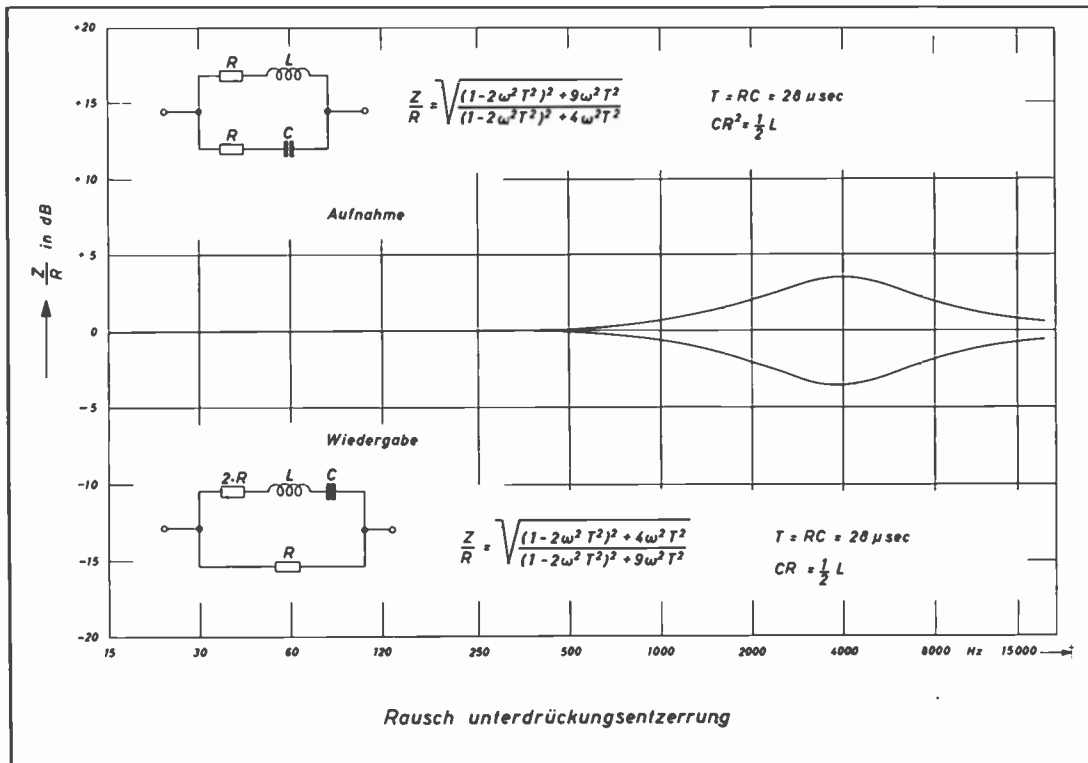 +20
+15
+10
+5
0
-5
-10
-15
-20
Z/R in dB
R L
R C
Z/R = √((1-2ω²T²)² + 9ω²T² / (1-2ω²T²)² + 4ω²T²)
T = RC = 28 μsec
CR² = 1/2 L
Aufnahme
Wiedergabe
2·R L C
R
Z/R = √((1-2ω²T²)² + 4ω²T² / (1-2ω²T²)² + 9ω²T²)
T = RC = 28 μsec
CR = 1/2 L
15 30 60 120 250 500 1000 2000 4000 8000 Hz 15000
Rausch unterdrückungsentzerrung